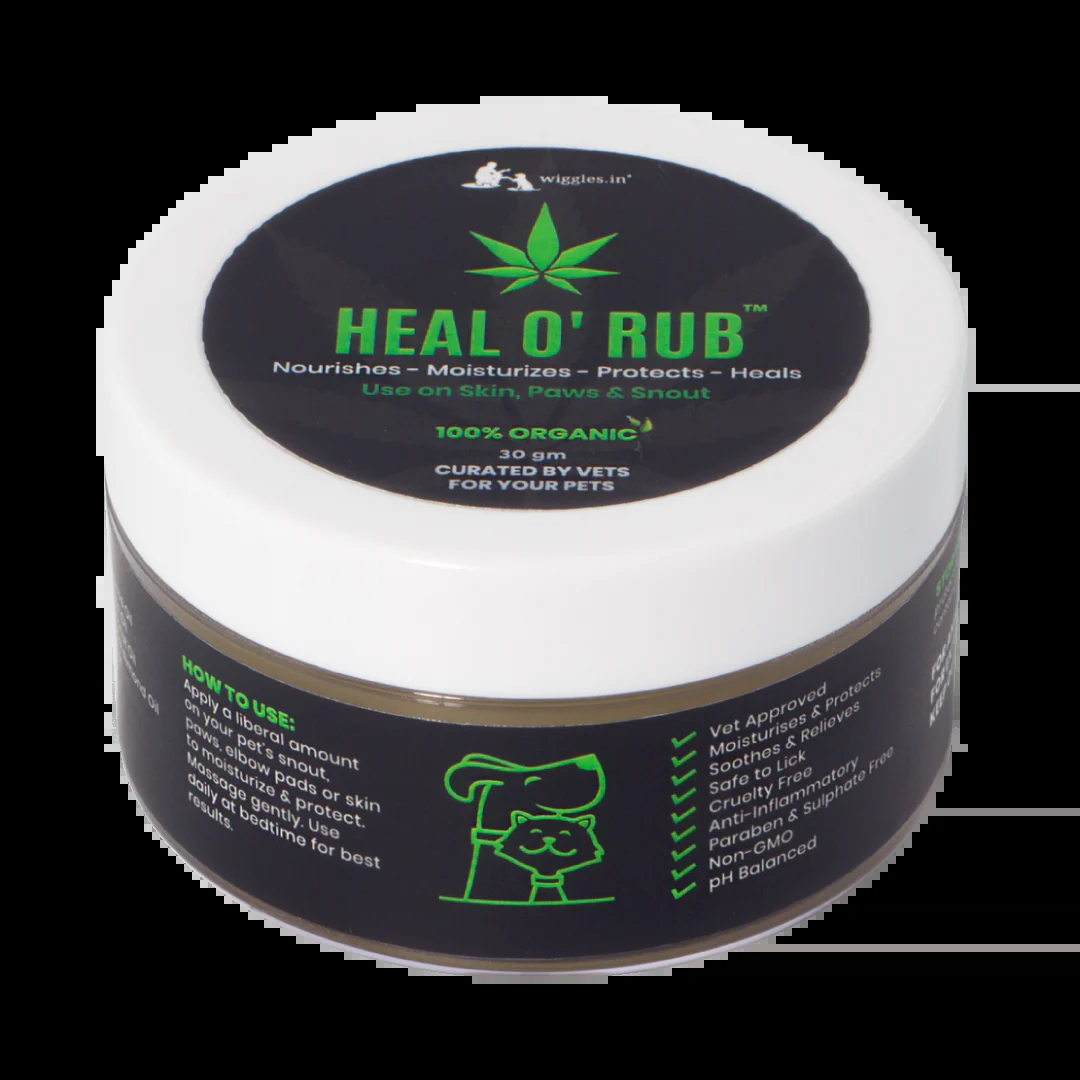 wiggles.in®
HEAL O' RUB™
Nourishes - Moisturizes - Protects - Heals
Use on Skin, Paws & Snout
100% ORGANIC
30 gm
CURATED BY VETS
FOR YOUR PETS
HOW TO USE:
Apply a liberal amount
on your pet's snout,
paws, elbow pads or skin
to moisturize & protect.
Massage gently. Use
daily at bedtime for best
results.
Vet Approved
Moisturises & Protects
Soothes & Relieves
Safe to Lick
Cruelty Free
Anti-Inflammatory
Paraben & Sulphate Free
Non-GMO
pH Balanced
Oil